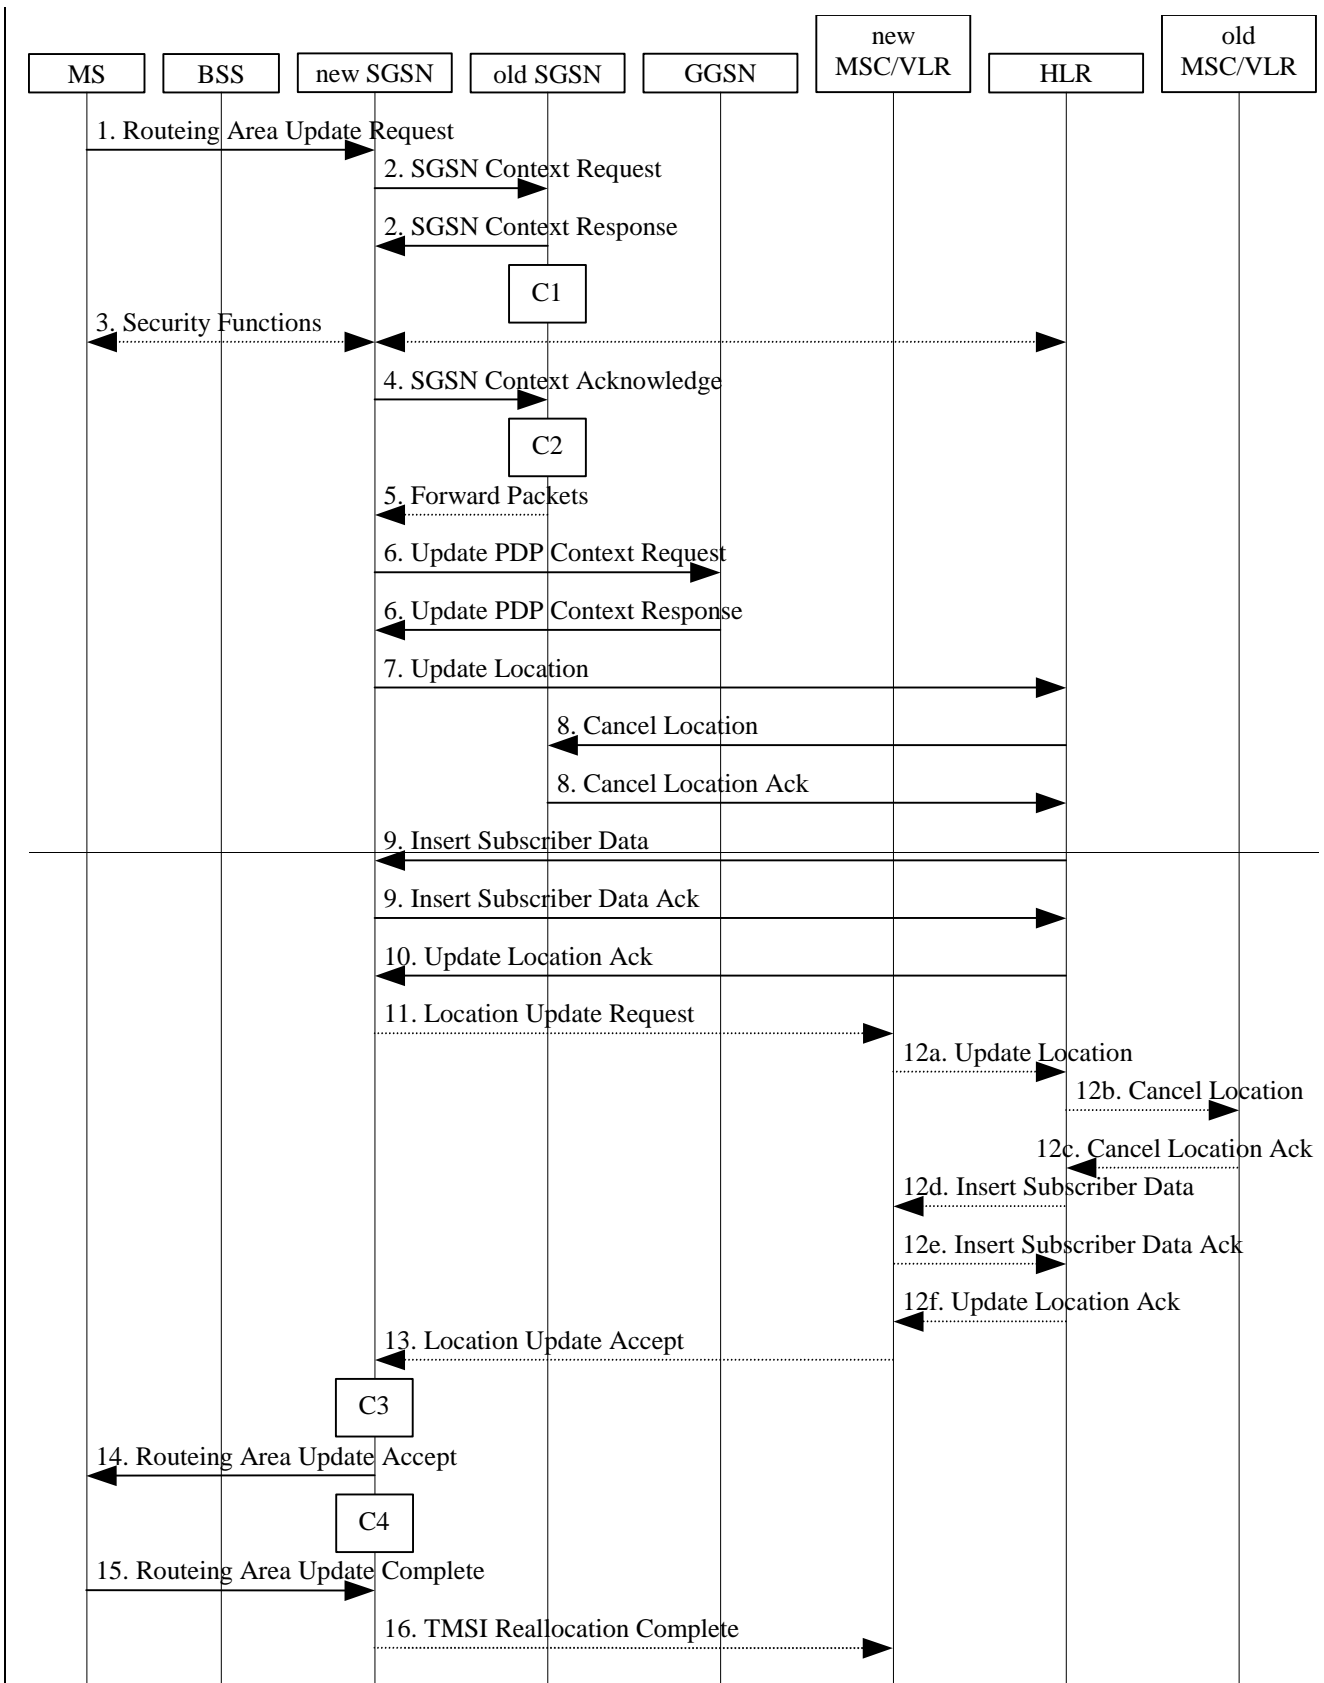 new
MSC/VLR
old
MSC/VLR
MS
BSS
new SGSN
old SGSN
GGSN
HLR
1. Routeing Area Update Request
2. SGSN Context Request
2. SGSN Context Response
C1
3. Security Functions
4. SGSN Context Acknowledge
C2
5. Forward Packets
6. Update PDP Context Request
6. Update PDP Context Response
7. Update Location
8. Cancel Location
8. Cancel Location Ack
9. Insert Subscriber Data
9. Insert Subscriber Data Ack
10. Update Location Ack
11. Location Update Request
12a. Update Location
12b. Cancel Location
12c. Cancel Location Ack
12d. Insert Subscriber Data
12e. Insert Subscriber Data Ack
12f. Update Location Ack
13. Location Update Accept
C3
14. Routeing Area Update Accept
C4
15. Routeing Area Update Complete
16. TMSI Reallocation Complete